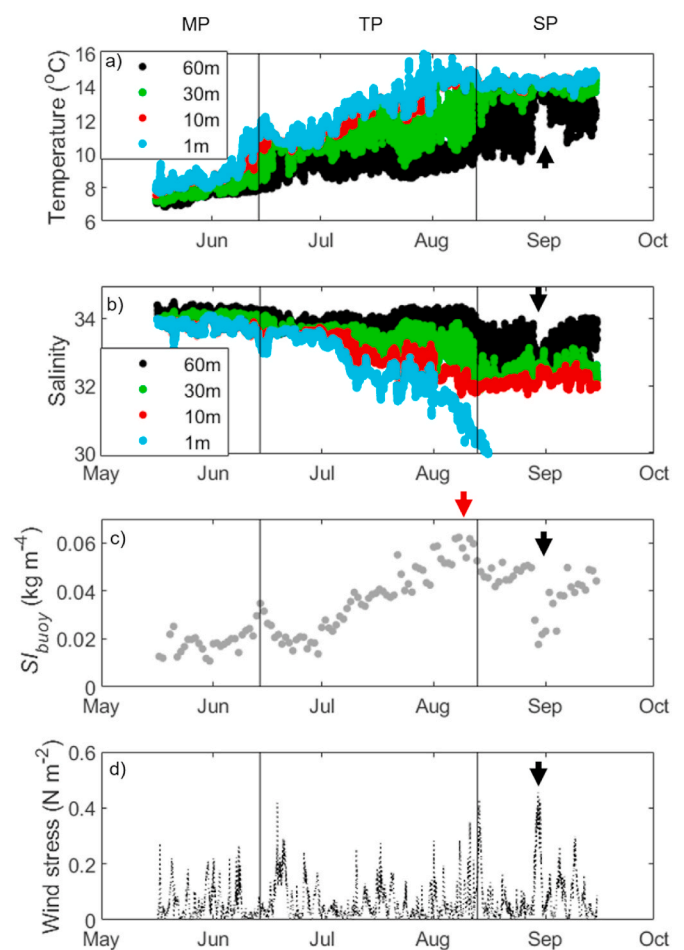 MP TP SP
a)
Temperature (°C)
16
14
12
10
8
6
60m
30m
10m
1m
Jun Jul Aug Sep Oct
b)
Salinity
34
32
30
60m
30m
10m
1m
May Jun Jul Aug Sep Oct
c)
SI_buoy (kg m⁻⁴)
0.06
0.04
0.02
0
May Jun Jul Aug Sep Oct
d)
Wind stress (N m⁻²)
0.6
0.4
0.2
0
May Jun Jul Aug Sep Oct